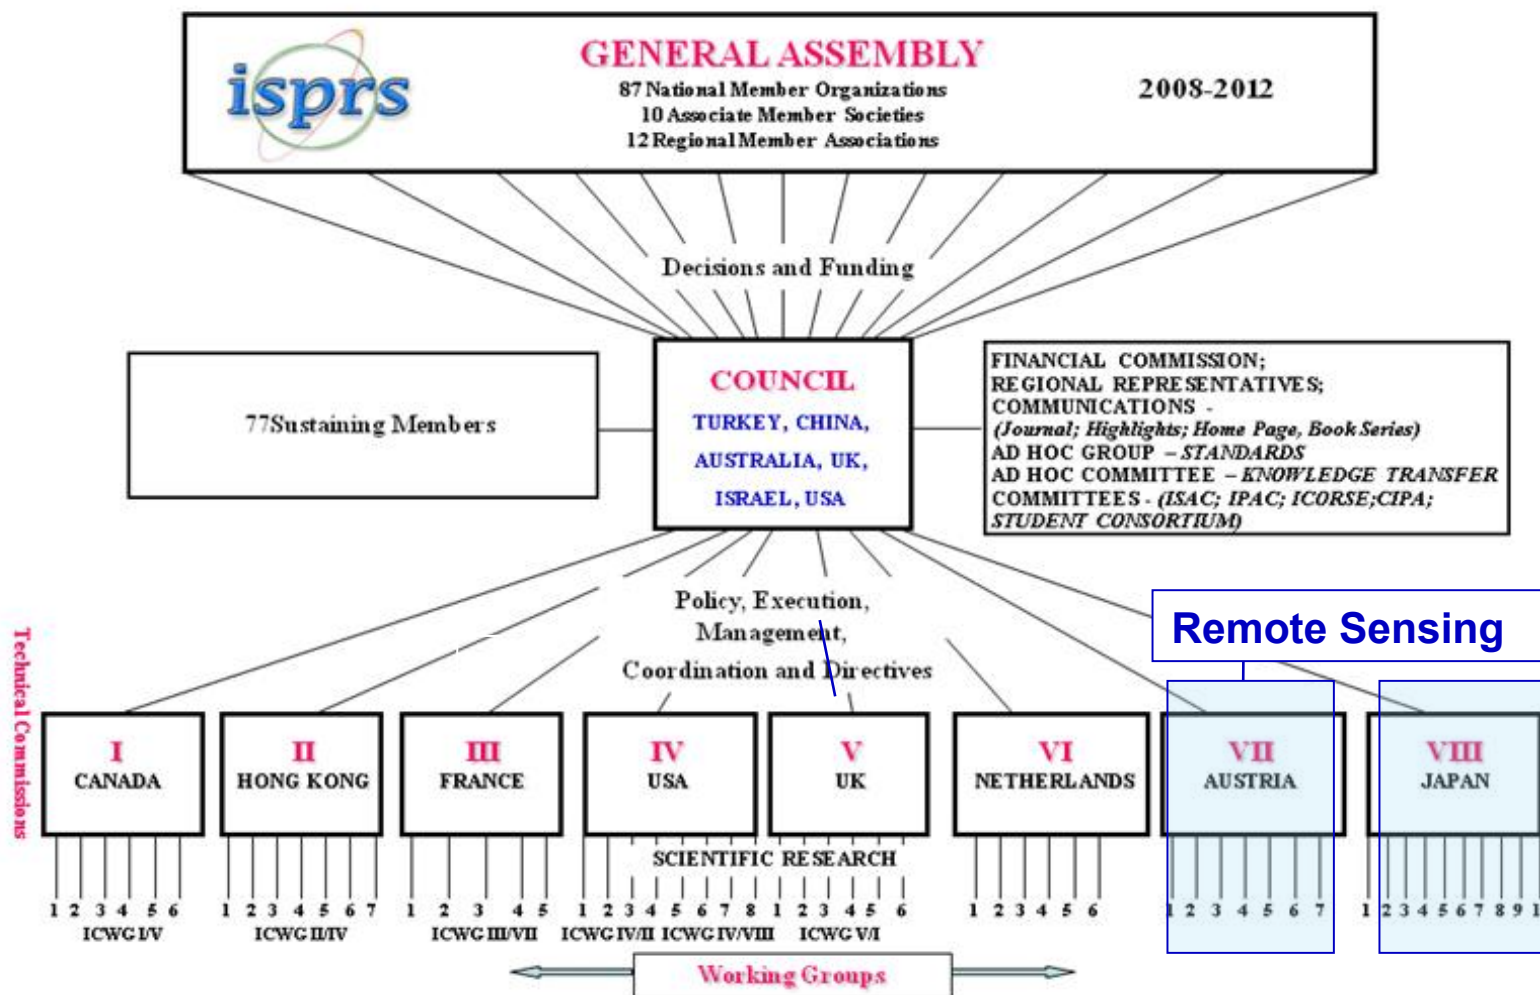 isprs
GENERAL ASSEMBLY
87 National Member Organizations
10 Associate Member Societies
12 Regional Member Associations
2008-2012
Decisions and Funding
77Sustaining Members
COUNCIL
TURKEY, CHINA,
AUSTRALIA, UK,
ISRAEL, USA
FINANCIAL COMMISSION;
REGIONAL REPRESENTATIVES;
COMMUNICATIONS -
(Journal; Highlights; Home Page, Book Series)
AD HOC GROUP – STANDARDS
AD HOC COMMITTEE – KNOWLEDGE TRANSFER
COMMITTEES - (ISAC; IPAC; ICORSE;CIPA;
STUDENT CONSORTIUM)
Policy, Execution,
Management,
Coordination and Directives
Remote Sensing
Technical Commissions
I
CANADA
II
HONG KONG
III
FRANCE
IV
USA
V
UK
VI
NETHERLANDS
VII
AUSTRIA
VIII
JAPAN
SCIENTIFIC RESEARCH
1 2 3 4 5 6
ICWG I/V
1 2 3 4 5 6 7
ICWG II/IV
1 2 3 4 5
ICWG III/VII
1 2 3 4 5 6 7 8
ICWG IV/II ICWG IV/VIII
1 2 3 4 5 6
ICWG V/I
1 2 3 4 5 6
1 2 3 4 5 6 7
1 2 3 4 5 6 7 8 9 1
Working Groups